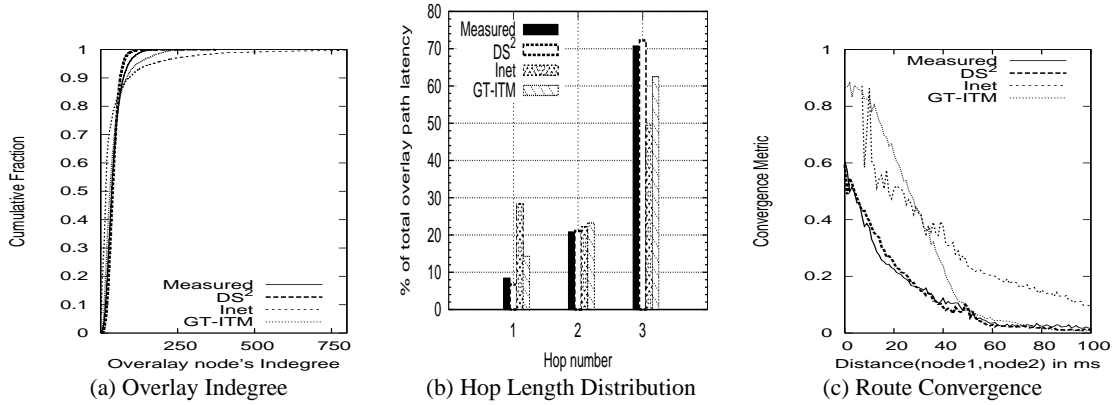 1
0.9
0.8
0.7
0.6
0.5
0.4
0.3
0.2
0.1
0
Cumulative Fraction
Measured
DS²
Inet
GT-ITM
250
500
750
Overalay node's Indegree
(a) Overlay Indegree
80
70
60
50
40
30
20
10
0
% of total overlay path latency
Measured
DS²
Inet
GT-ITM
1
2
3
Hop number
(b) Hop Length Distribution
1
0.8
0.6
0.4
0.2
0
Convergence Metric
Measured
DS²
Inet
GT-ITM
0
20
40
60
80
100
Distance(node1,node2) in ms
(c) Route Convergence